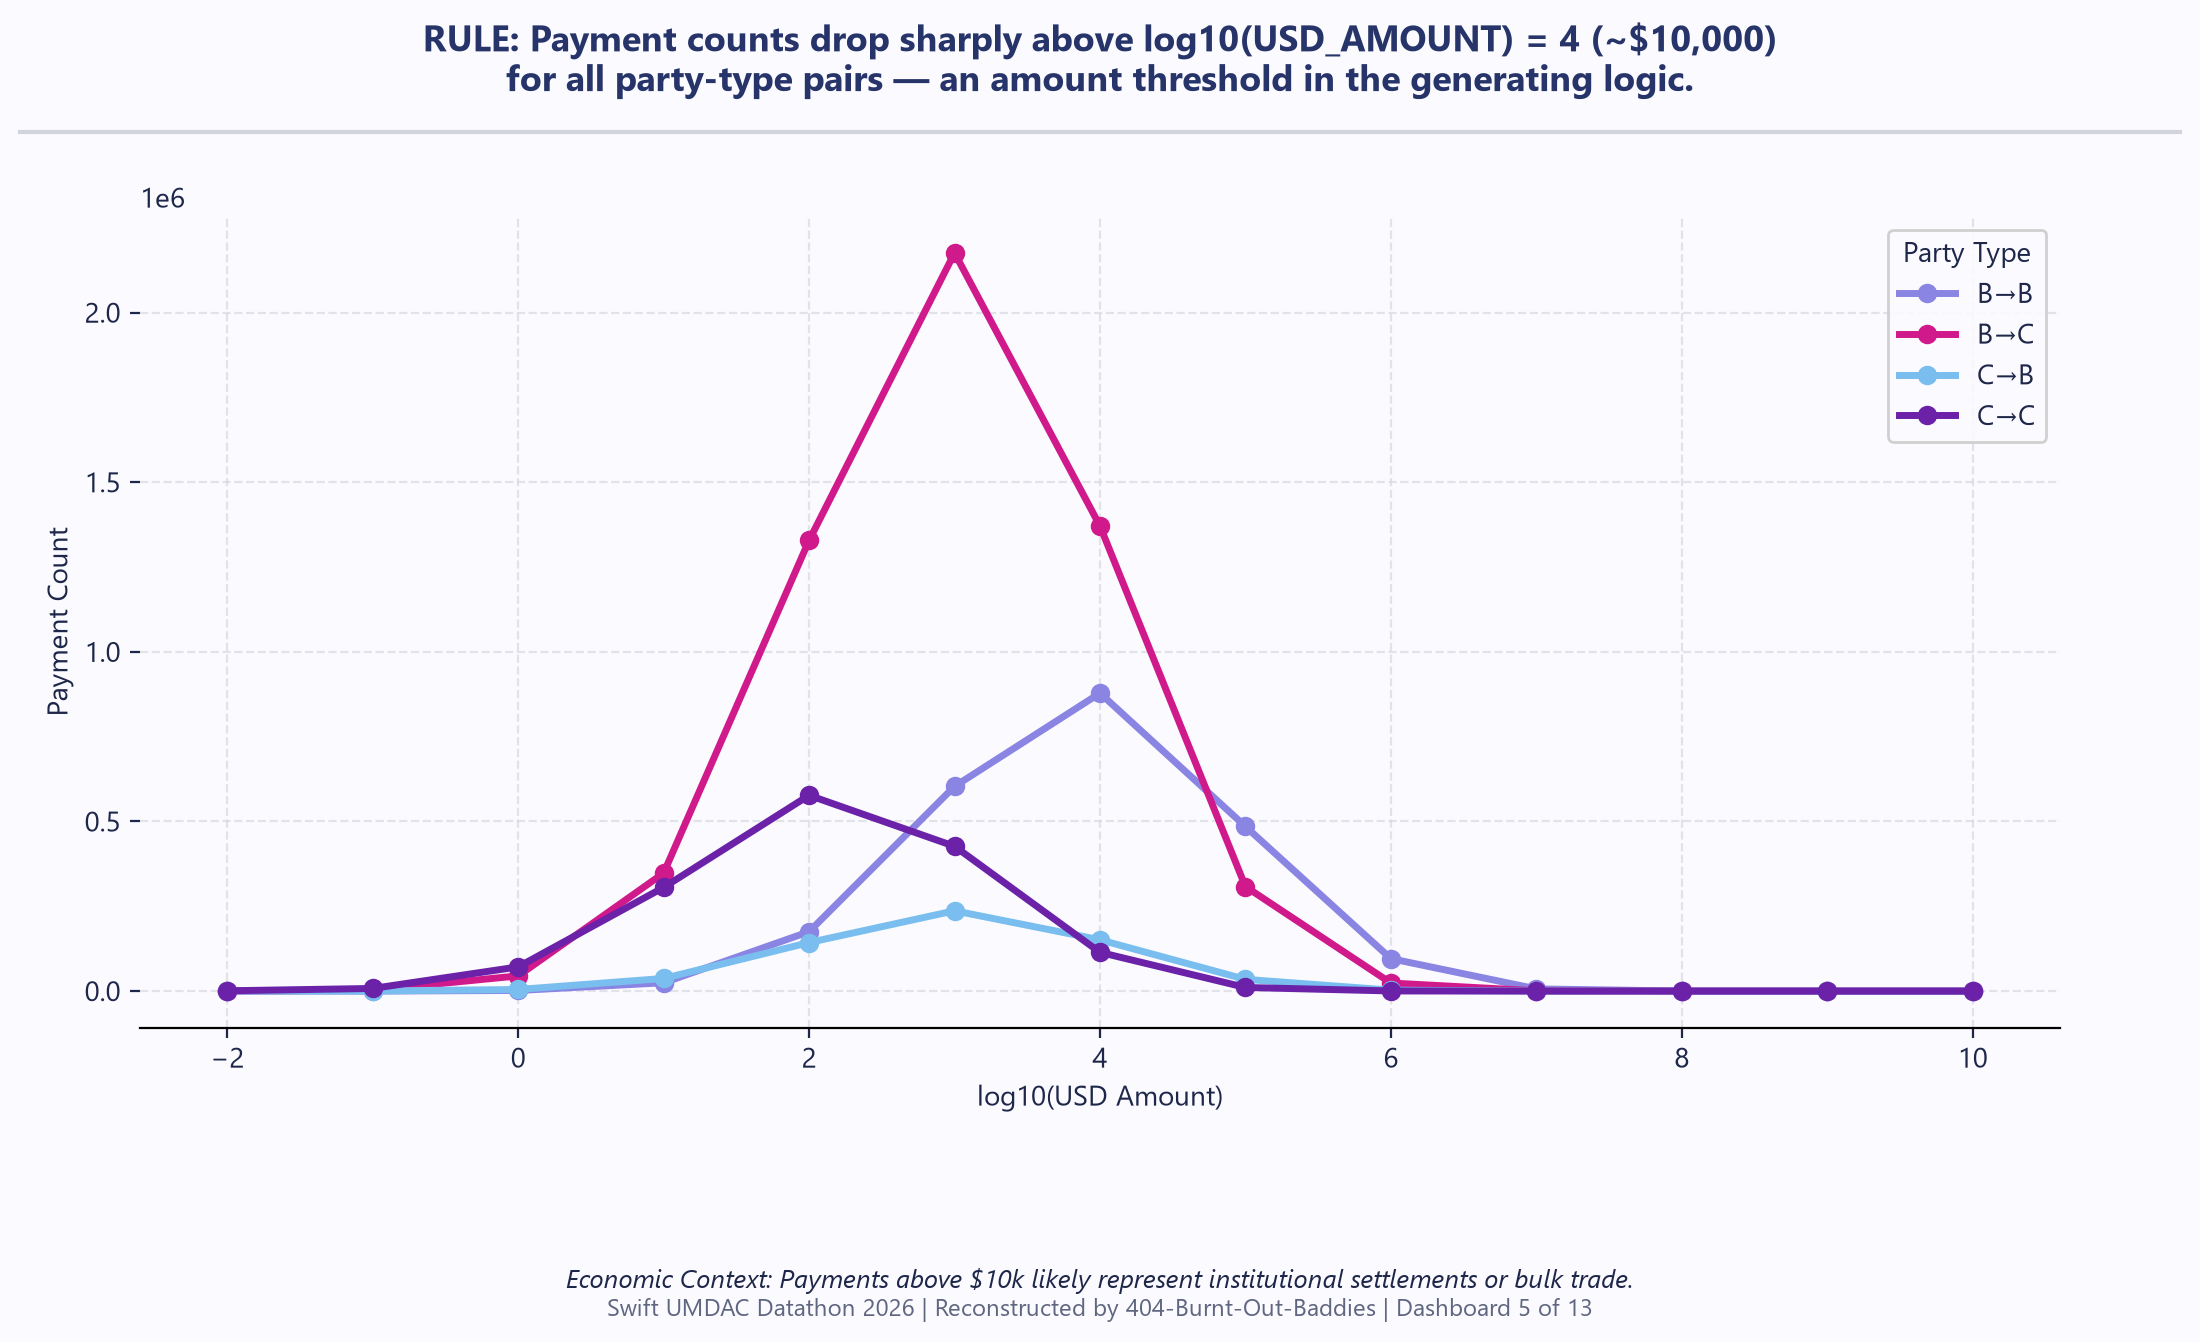 RULE: Payment counts drop sharply above log10(USD_AMOUNT) = 4 (~$10,000)
for all party-type pairs — an amount threshold in the generating logic.
1e6
Party Type
B→B
B→C
C→B
C→C
2.0
1.5
1.0
0.5
0.0
Payment Count
−2 0 2 4 6 8 10
log10(USD Amount)
Economic Context: Payments above $10k likely represent institutional settlements or bulk trade.
Swift UMDAC Datathon 2026 | Reconstructed by 404-Burnt-Out-Baddies | Dashboard 5 of 13